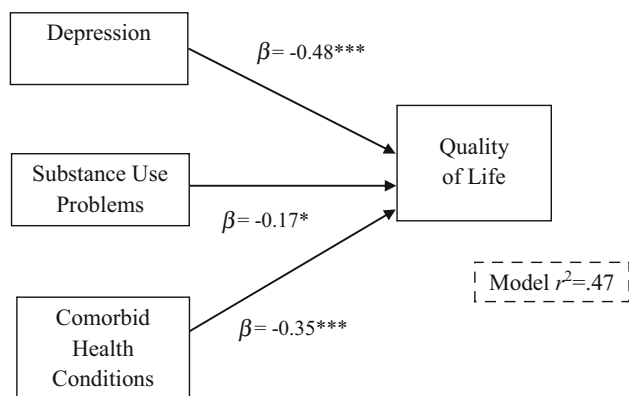 Depression
β= -0.48***
Quality
of Life
Substance Use
Problems
β= -0.17*
Model r²=.47
Comorbid
Health
Conditions
β= -0.35***